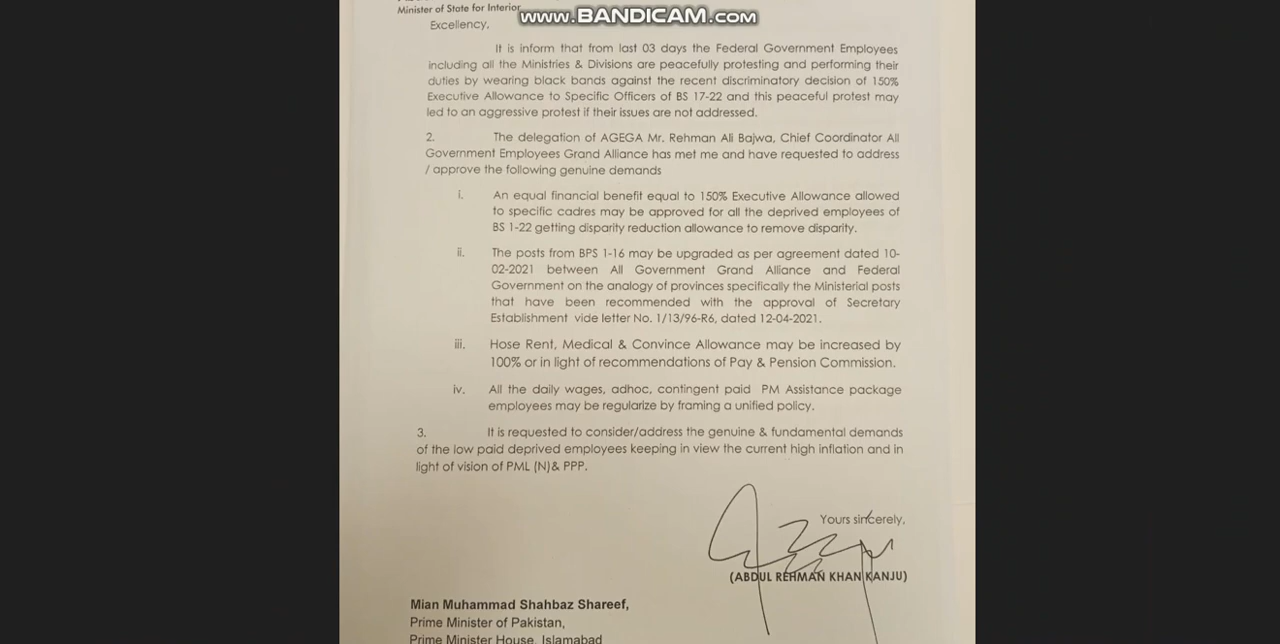 Minister of State for Interior
www.BANDICAM.com
Excellency,
It is inform that from last 03 days the Federal Government Employees
including all the Ministries & Divisions are peacefully protesting and performing their
duties by wearing black bands against the recent discriminatory decision of 150%
Executive Allowance to Specific Officers of BS 17-22 and this peaceful protest may
led to an aggressive protest if their issues are not addressed.
2. The delegation of AGEGA Mr. Rehman Ali Bajwa, Chief Coordinator All
Government Employees Grand Alliance has met me and have requested to address
/ approve the following genuine demands
i. An equal financial benefit equal to 150% Executive Allowance allowed
to specific cadres may be approved for all the deprived employees of
BS 1-22 getting disparity reduction allowance to remove disparity.
ii. The posts from BPS 1-16 may be upgraded as per agreement dated 10-
02-2021 between All Government Grand Alliance and Federal
Government on the analogy of provinces specifically the Ministerial posts
that have been recommended with the approval of Secretary
Establishment vide letter No. 1/13/96-R6, dated 12-04-2021.
iii. Hose Rent, Medical & Convince Allowance may be increased by
100% or in light of recommendations of Pay & Pension Commission.
iv. All the daily wages, adhoc, contingent paid PM Assistance package
employees may be regularize by framing a unified policy.
3. It is requested to consider/address the genuine & fundamental demands
of the low paid deprived employees keeping in view the current high inflation and in
light of vision of PML (N)& PPP.
Yours sincerely,
(ABDUL REHMAN KHAN KANJU)
Mian Muhammad Shahbaz Shareef,
Prime Minister of Pakistan,
Prime Minister House, Islamabad